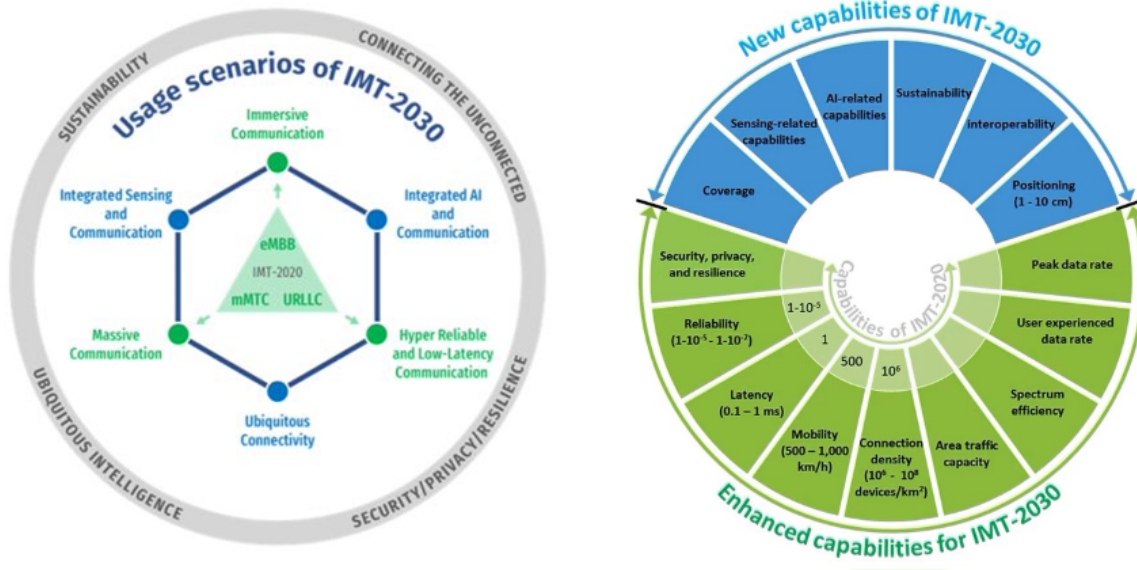 SUSTAINABILITY
CONNECTING THE UNCONNECTED
Usage scenarios of IMT-2030
Immersive
Communication
Integrated Sensing
and
Communication
Integrated AI
and
Communication
eMBB
IMT-2020
mMTC URLLC
Massive
Communication
Hyper Reliable
and Low-Latency
Communication
Ubiquitous
Connectivity
UBIQUITOUS INTELLIGENCE
SECURITY/PRIVACY/RESILIENCE
New capabilities of IMT-2030
Coverage
Sensing-related
capabilities
AI-related
capabilities
Sustainability
interoperability
Positioning
(1 - 10 cm)
Security, privacy,
and resilience
Capabilities of IMT-2020
Peak data rate
1-10⁻⁵
Reliability
(1-10⁻⁵ - 1-10⁻⁷)
User experienced
data rate
1
500
10⁶
Latency
(0.1 – 1 ms)
Spectrum
efficiency
Mobility
(500 – 1,000
km/h)
Connection
density
(10⁶ - 10⁸
devices/km²)
Area traffic
capacity
Enhanced capabilities for IMT-2030